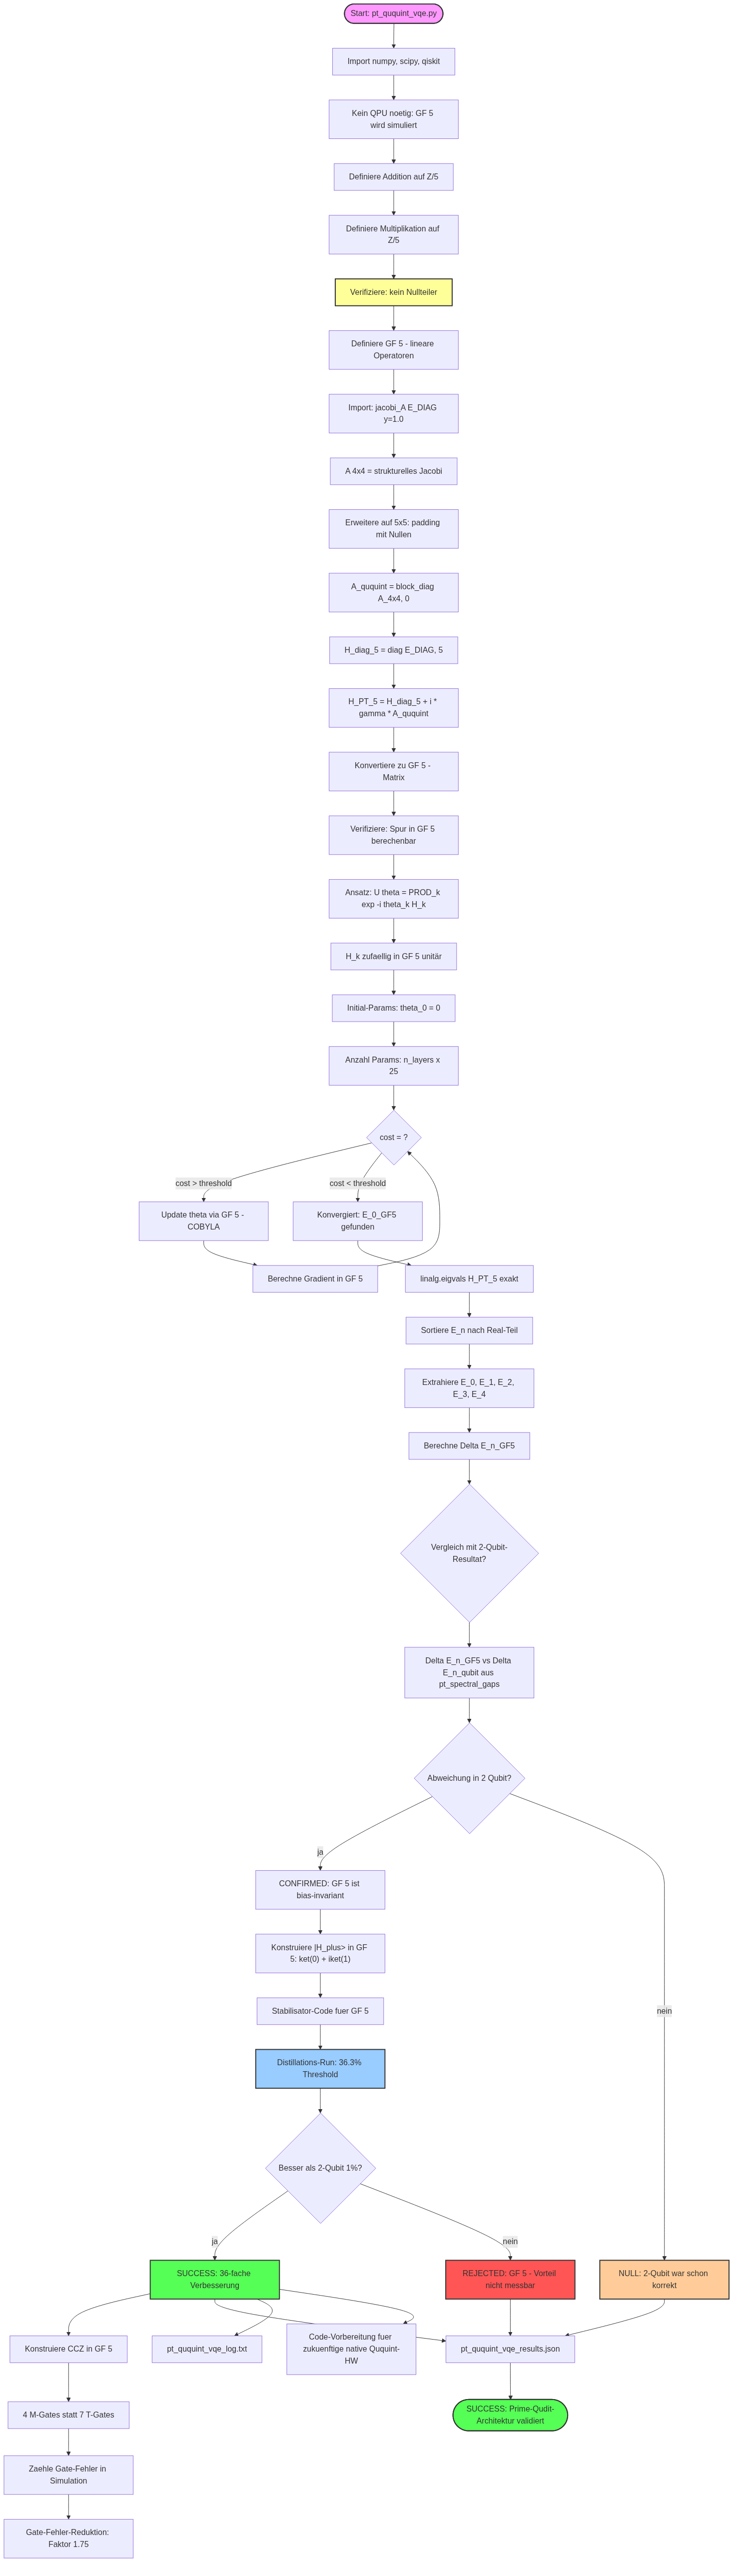 Start: pt_ququint_vqe.py
Import numpy, scipy, qiskit
Kein QPU noetig: GF 5
wird simuliert
Definiere Addition auf Z/5
Definiere Multiplikation auf
Z/5
Verifiziere: kein Nullteiler
Definiere GF 5 - lineare
Operatoren
Import: jacobi_A E_DIAG
y=1.0
A 4x4 = strukturelles Jacobi
Erweitere auf 5x5: padding
mit Nullen
A_ququint = block_diag
A_4x4, 0
H_diag_5 = diag E_DIAG, 5
H_PT_5 = H_diag_5 + i *
gamma * A_ququint
Konvertiere zu GF 5 -
Matrix
Verifiziere: Spur in GF 5
berechenbar
Ansatz: U theta = PROD_k
exp -i theta_k H_k
H_k zufaellig in GF 5 unitär
Initial-Params: theta_0 = 0
Anzahl Params: n_layers x
25
cost = ?
cost > threshold
cost < threshold
Update theta via GF 5 -
COBYLA
Konvergiert: E_0_GF5
gefunden
Berechne Gradient in GF 5
linalg.eigvals H_PT_5 exakt
Sortiere E_n nach Real-Teil
Extrahiere E_0, E_1, E_2,
E_3, E_4
Berechne Delta E_n_GF5
Vergleich mit 2-Qubit-
Resultat?
Delta E_n_GF5 vs Delta
E_n_qubit aus
pt_spectral_gaps
Abweichung in 2 Qubit?
ja
CONFIRMED: GF 5 ist
bias-invariant
Konstruiere |H_plus> in GF
5: ket(0) + iket(1)
nein
Stabilisator-Code fuer GF 5
Distillations-Run: 36.3%
Threshold
Besser als 2-Qubit 1%?
ja
nein
SUCCESS: 36-fache
Verbesserung
REJECTED: GF 5 - Vorteil
nicht messbar
NULL: 2-Qubit war schon
korrekt
Konstruiere CCZ in GF 5
pt_ququint_vqe_log.txt
Code-Vorbereitung fuer
zukuenftige native Ququint-
HW
pt_ququint_vqe_results.json
4 M-Gates statt 7 T-Gates
SUCCESS: Prime-Qudit-
Architektur validiert
Zaehle Gate-Fehler in
Simulation
Gate-Fehler-Reduktion:
Faktor 1.75